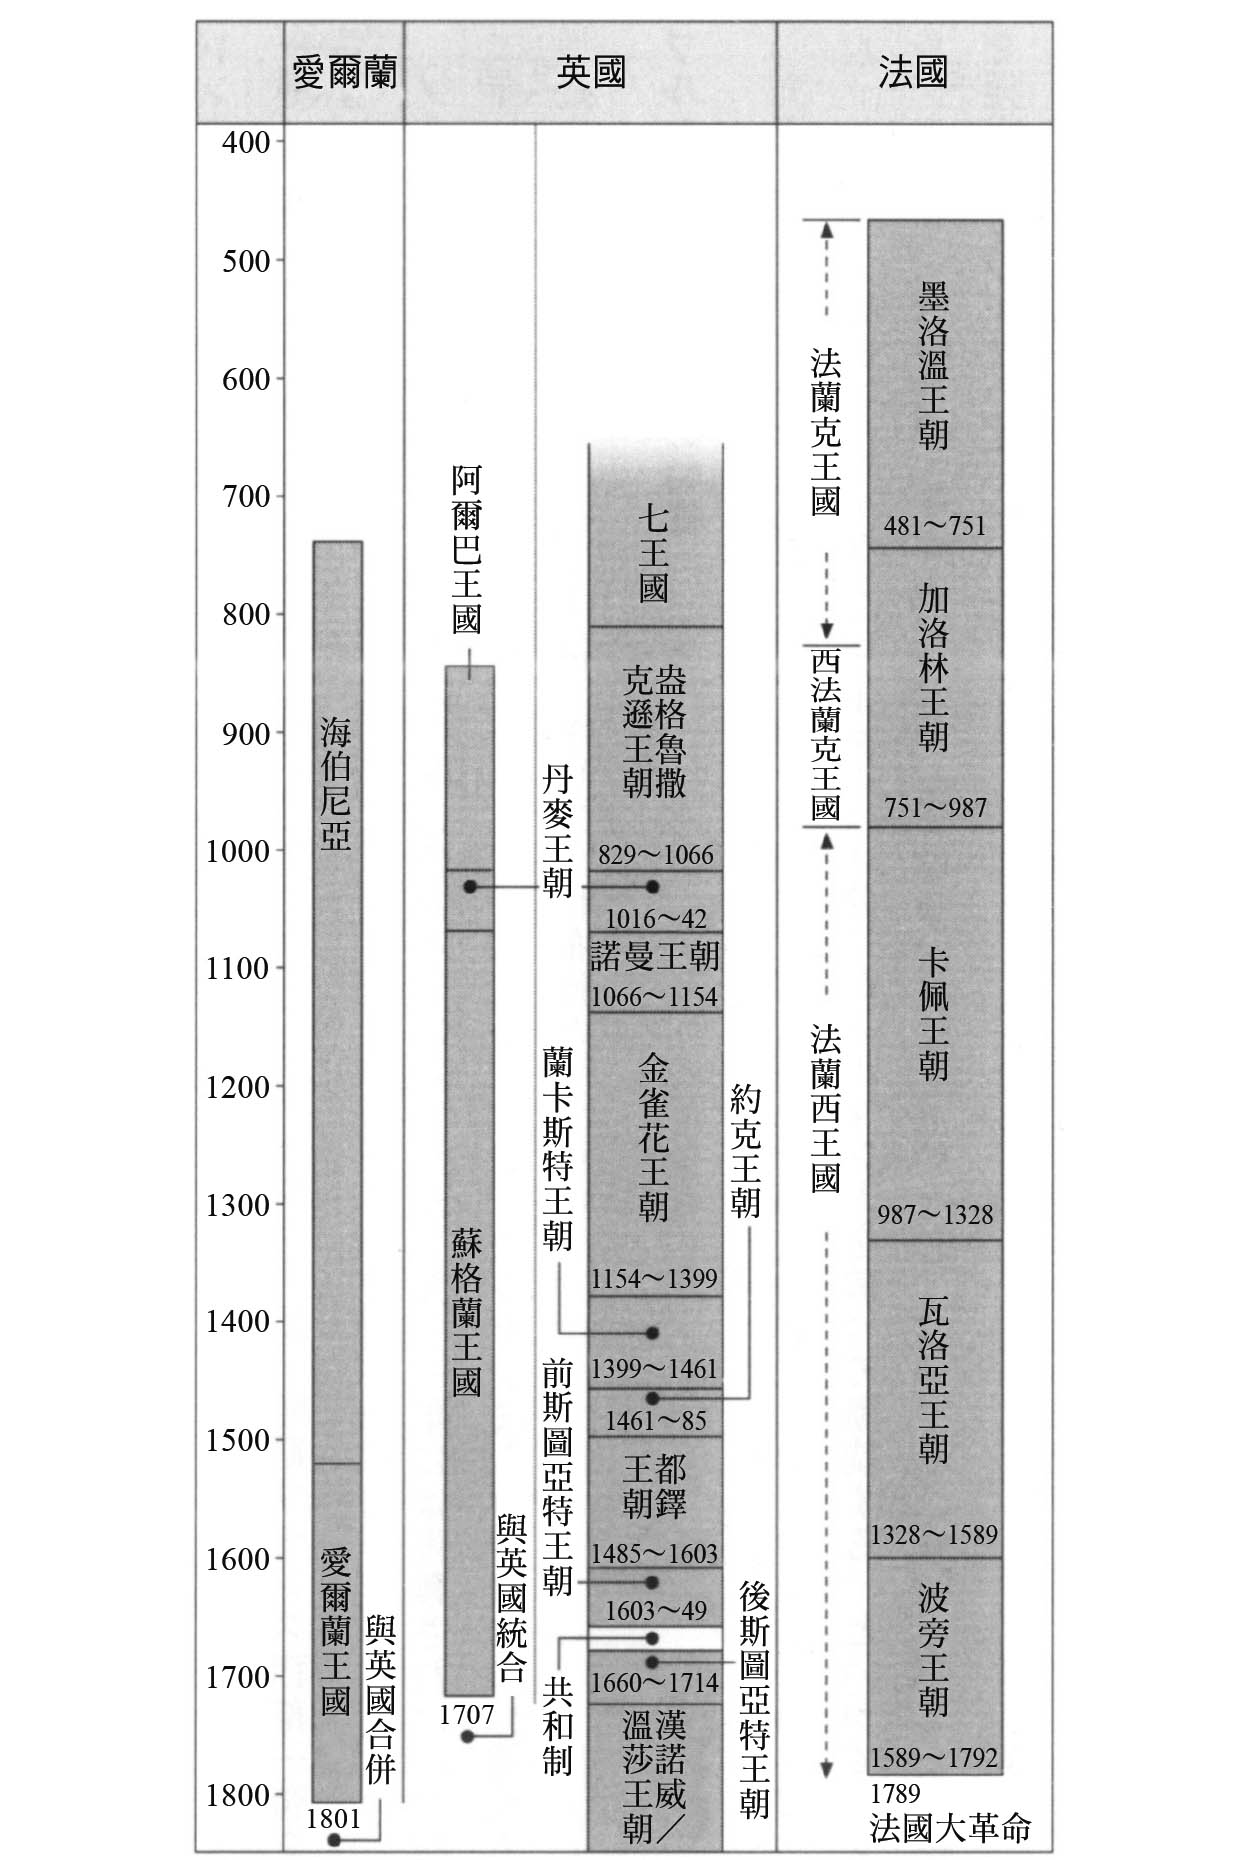 愛爾蘭
英國
法國
400
500
600
700
800
900
1000
1100
1200
1300
1400
1500
1600
1700
1800
海伯尼亞
愛爾蘭王國
與英國合併
1801
阿爾巴王國
蘇格蘭王國
與英國統合
1707
丹麥王朝
蘭卡斯特王朝
前斯圖亞特王朝
共和制
七王國
盎格魯撒
克遜王朝
829～1066
1016～42
諾曼王朝
1066～1154
金雀花王朝
1154～1399
1399～1461
1461～85
都鐸
王朝
1485～1603
1603～49
1660～1714
漢諾威／
溫莎王朝
約克王朝
後斯圖亞特王朝
法蘭克王國
西法蘭克王國
法蘭西王國
墨洛溫王朝
481～751
加洛林王朝
751～987
卡佩王朝
987～1328
瓦洛亞王朝
1328～1589
波旁王朝
1589～1792
1789
法國大革命